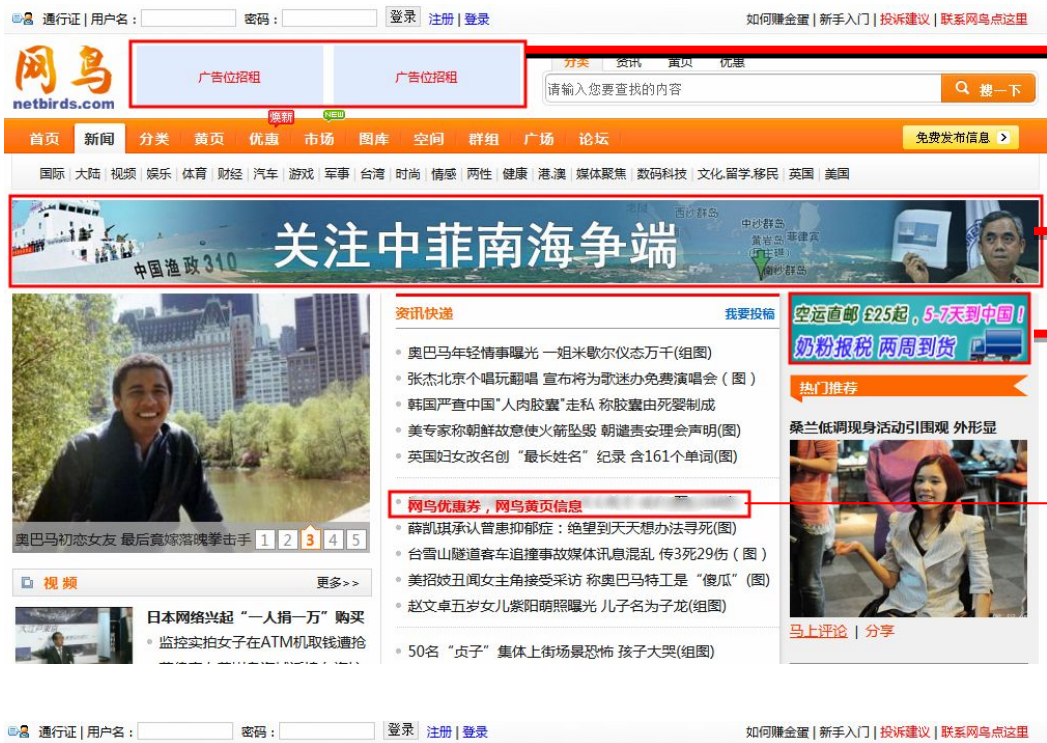 通行证 | 用户名： 密码： 登录 注册 | 登录 如何赚金蛋 | 新手入门 | 投诉建议 | 联系网鸟点这里
网鸟
netbirds.com
广告位招租 广告位招租
分类 资讯 黄页 优惠
请输入您要查找的内容 搜一下
焕新 NEW
首页 新闻 分类 黄页 优惠 市场 图库 空间 群组 广场 论坛 免费发布信息
国际 大陆 视频 娱乐 体育 财经 汽车 游戏 军事 台湾 时尚 情感 两性 健康 港.澳 媒体聚焦 数码科技 文化.留学.移民 英国 美国
关注中菲南海争端
中国渔政310
西沙群岛
中沙群岛
黄岩岛 菲律宾
南沙群岛
资讯快递 我要投稿
奥巴马年轻情事曝光 一姐米歇尔仪态万千(组图)
张杰北京个唱玩翻唱 宣布将为歌迷办免费演唱会（图）
韩国严查中国"人肉胶囊"走私 称胶囊由死婴制成
美专家称朝鲜故意使火箭坠毁 朝谴责安理会声明(图)
英国妇女改名创“最长姓名”纪录 含161个单词(图)
网鸟优惠券，网鸟黄页信息
薛凯琪承认曾患抑郁症：绝望到天天想办法寻死(图)
台雪山隧道客车追撞事故媒体讯息混乱 传3死29伤（图）
美招妓丑闻女主角接受采访 称奥巴马特工是“傻瓜”(图)
赵文卓五岁女儿紫阳萌照曝光 儿子名为子龙(组图)
50名“贞子”集体上街场景恐怖 孩子大哭(组图)
空运直邮 £25起，5-7天到中国！
奶粉报税 两周到货
热门推荐
桑兰低调现身活动引围观 外形显
马上评论 | 分享
奥巴马初恋女友 最后竟嫁落魄拳击手 1 2 3 4 5
视频 更多>>
日本网络兴起“一人捐一万”购买
监控实拍女子在ATM机取钱遭抢
通行证 | 用户名： 密码： 登录 注册 | 登录 如何赚金蛋 | 新手入门 | 投诉建议 | 联系网鸟点这里